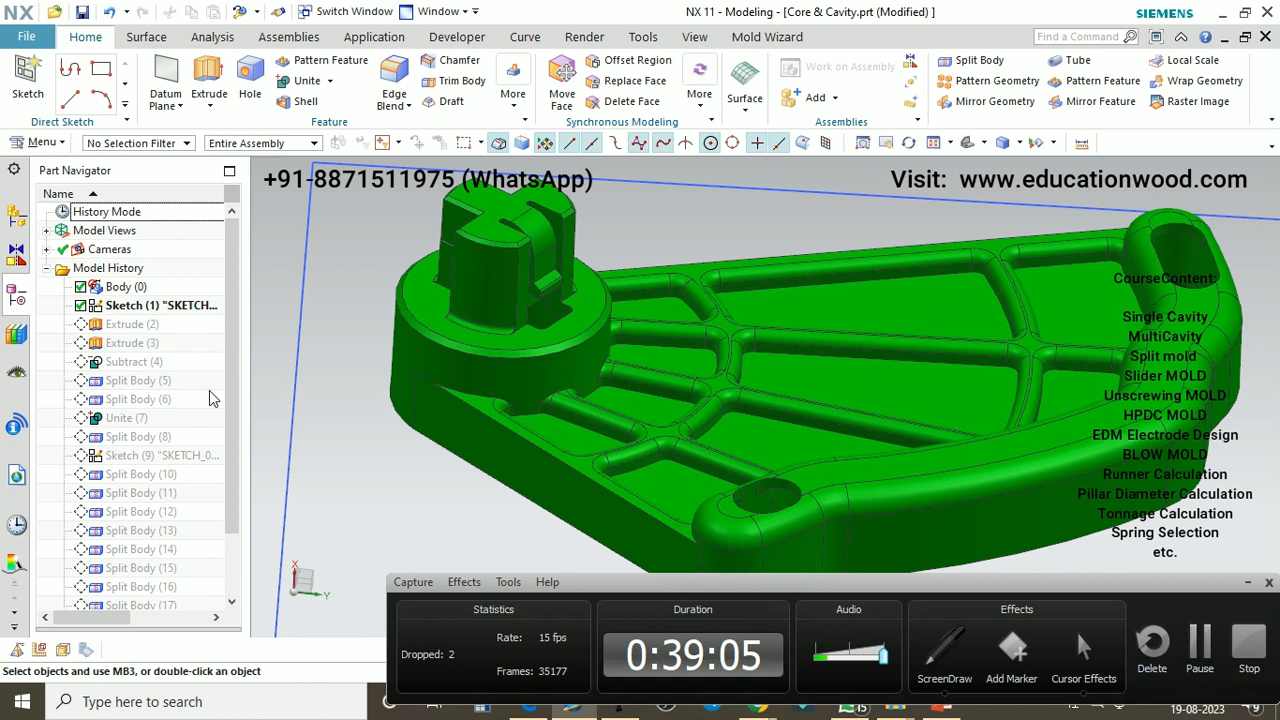 NX
Switch Window
Window
NX 11 - Modeling - [Core & Cavity.prt (Modified) ]
SIEMENS
File
Home
Surface
Analysis
Assemblies
Application
Developer
Curve
Render
Tools
View
Mold Wizard
Find a Command
Sketch
Direct Sketch
Datum Plane
Extrude
Hole
Pattern Feature
Unite
Shell
Edge Blend
Chamfer
Trim Body
Draft
More
Feature
Move Face
Offset Region
Replace Face
Delete Face
More
Synchronous Modeling
Surface
Work on Assembly
Add
Assemblies
Split Body
Pattern Geometry
Mirror Geometry
Tube
Pattern Feature
Mirror Feature
Local Scale
Wrap Geometry
Raster Image
Menu
No Selection Filter
Entire Assembly
Part Navigator
Name
History Mode
Model Views
Cameras
Model History
Body (0)
Sketch (1) "SKETCH...
Extrude (2)
Extrude (3)
Subtract (4)
Split Body (5)
Split Body (6)
Unite (7)
Split Body (8)
Sketch (9) "SKETCH_0...
Split Body (10)
Split Body (11)
Split Body (12)
Split Body (13)
Split Body (14)
Split Body (15)
Split Body (16)
Split Body (17)
+91-8871511975 (WhatsApp)
Visit: www.educationwood.com
CourseContent:
Single Cavity
MultiCavity
Split mold
Slider MOLD
Unscrewing MOLD
HPDC MOLD
EDM Electrode Design
BLOW MOLD
Runner Calculation
Pillar Diameter Calculation
Tonnage Calculation
Spring Selection
etc.
X
Y
Capture
Effects
Tools
Help
Statistics
Rate: 15 fps
Dropped: 2
Frames: 35177
Duration
0:39:05
Audio
Effects
ScreenDraw
Add Marker
Cursor Effects
Delete
Pause
Stop
Select objects and use MB3, or double-click an object
Type here to search
15
19-08-2023
9